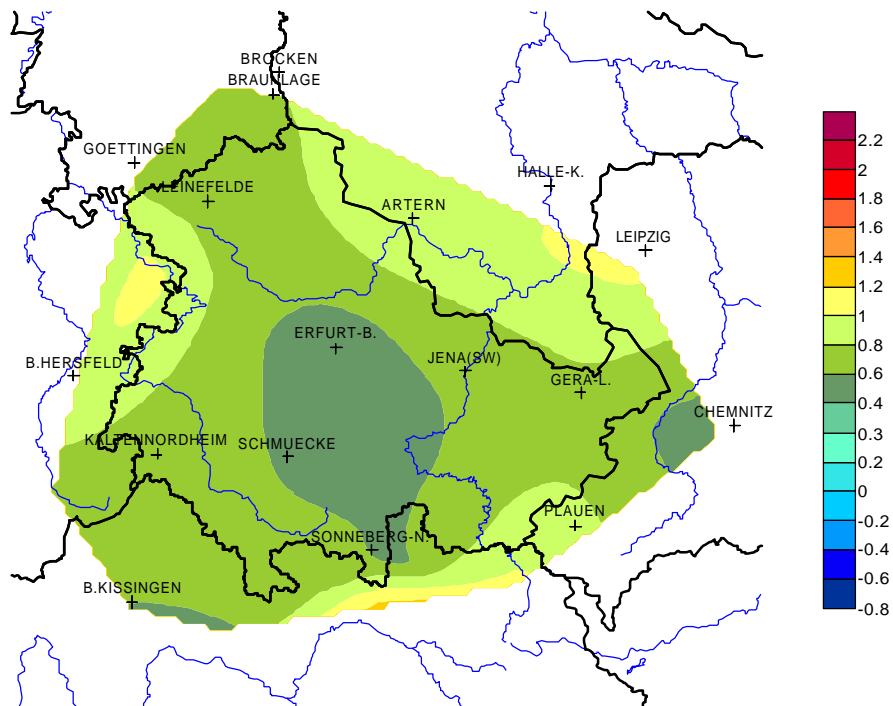 BROCKEN
BRAUNLAGE
GOETTINGEN
LEINEFELDE
HALLE-K.
ARTERN
LEIPZIG
ERFURT-B.
JENA(SW)
B.HERSFELD
GERA-L.
CHEMNITZ
KALTENNORDHEIM
SCHMUECKE
PLAUEN
SONNEBERG-N.
B.KISSINGEN
2.2
2
1.8
1.6
1.4
1.2
1
0.8
0.6
0.4
0.2
0
-0.2
-0.4
-0.6
-0.8